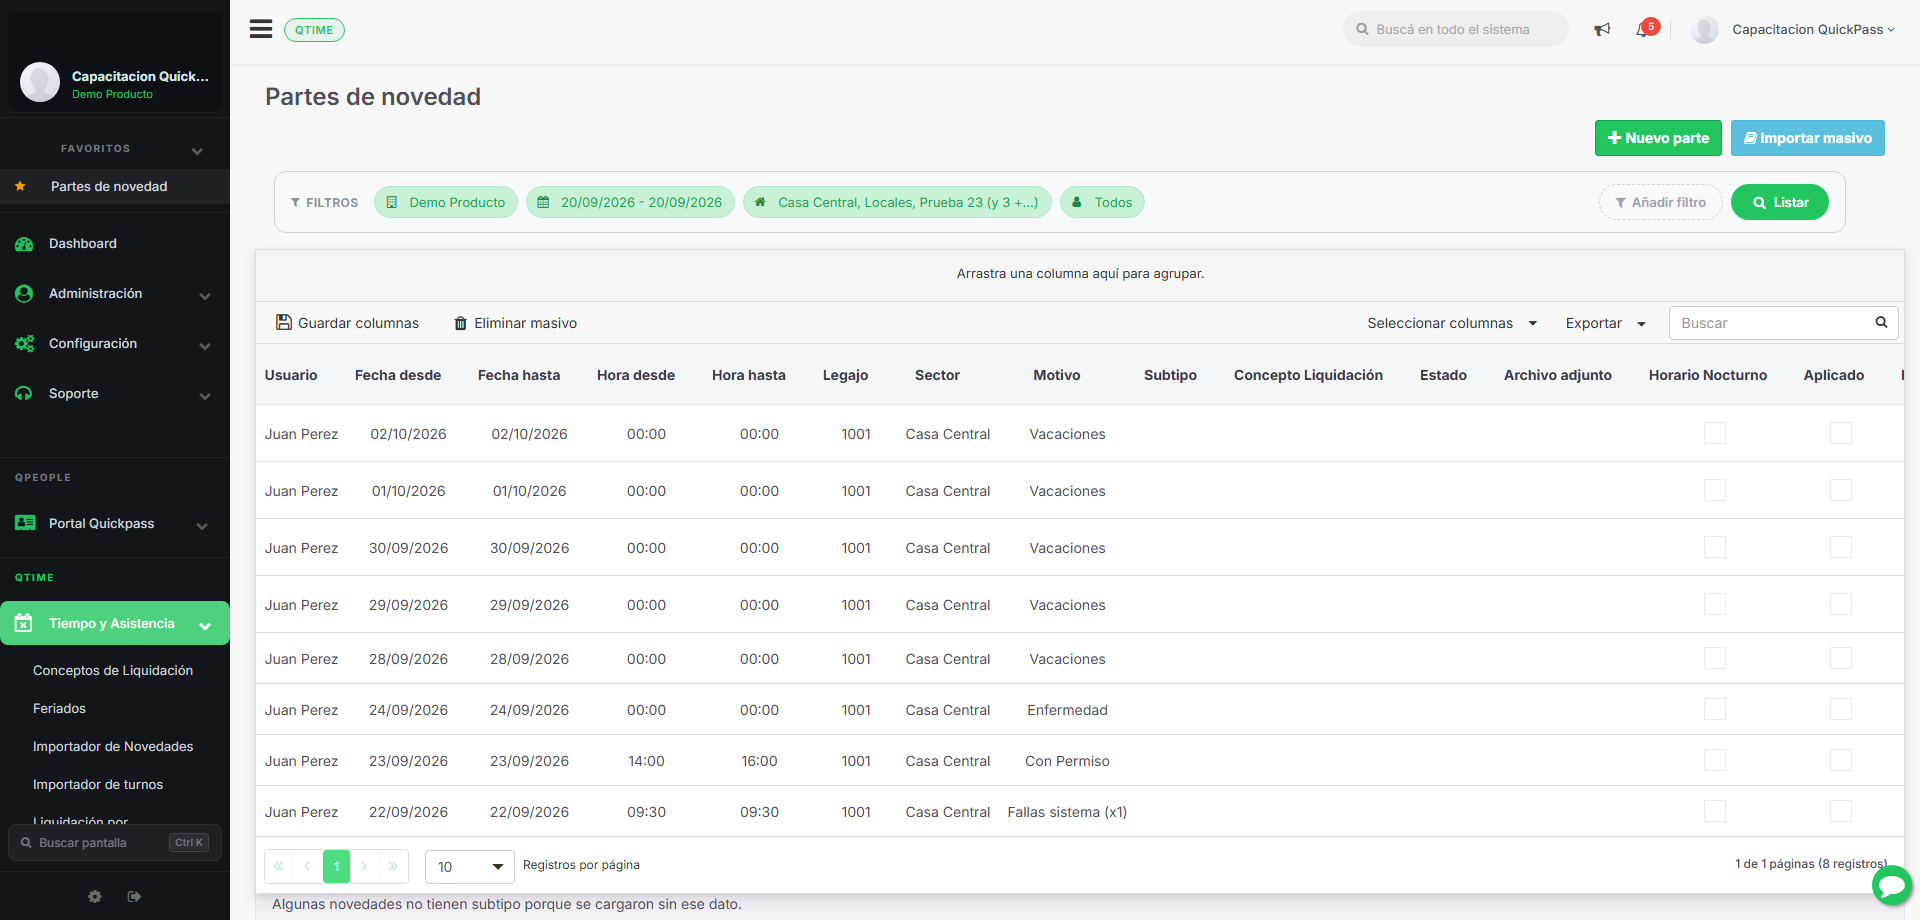 Capacitacion Quick...
Demo Producto
FAVORITOS
Partes de novedad
Dashboard
Administración
Configuración
Soporte
QPEOPLE
Portal Quickpass
QTIME
Tiempo y Asistencia
Conceptos de Liquidación
Feriados
Importador de Novedades
Importador de turnos
Liquidación por
Buscar pantalla Ctrl K
QTIME
Buscá en todo el sistema
5
Capacitacion QuickPass
Partes de novedad
Nuevo parte Importar masivo
FILTROS Demo Producto 20/09/2026 - 20/09/2026 Casa Central, Locales, Prueba 23 (y 3 +...) Todos Añadir filtro Listar
Arrastra una columna aquí para agrupar.
Guardar columnas Eliminar masivo Seleccionar columnas Exportar Buscar
Usuario Fecha desde Fecha hasta Hora desde Hora hasta Legajo Sector Motivo Subtipo Concepto Liquidación Estado Archivo adjunto Horario Nocturno Aplicado
Juan Perez 02/10/2026 02/10/2026 00:00 00:00 1001 Casa Central Vacaciones
Juan Perez 01/10/2026 01/10/2026 00:00 00:00 1001 Casa Central Vacaciones
Juan Perez 30/09/2026 30/09/2026 00:00 00:00 1001 Casa Central Vacaciones
Juan Perez 29/09/2026 29/09/2026 00:00 00:00 1001 Casa Central Vacaciones
Juan Perez 28/09/2026 28/09/2026 00:00 00:00 1001 Casa Central Vacaciones
Juan Perez 24/09/2026 24/09/2026 00:00 00:00 1001 Casa Central Enfermedad
Juan Perez 23/09/2026 23/09/2026 14:00 16:00 1001 Casa Central Con Permiso
Juan Perez 22/09/2026 22/09/2026 09:30 09:30 1001 Casa Central Fallas sistema (x1)
« ‹ 1 › » 10 Registros por página 1 de 1 páginas (8 registros)
Algunas novedades no tienen subtipo porque se cargaron sin ese dato.